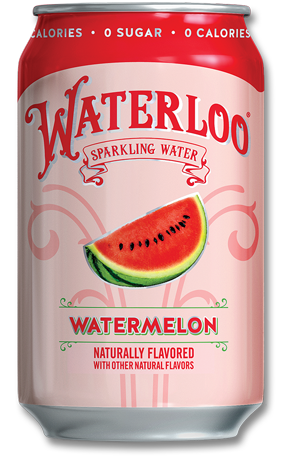 CALORIES • 0 SUGAR • 0 CALORIES
WATERLOO®
SPARKLING WATER
WATERMELON
NATURALLY FLAVORED
WITH OTHER NATURAL FLAVORS